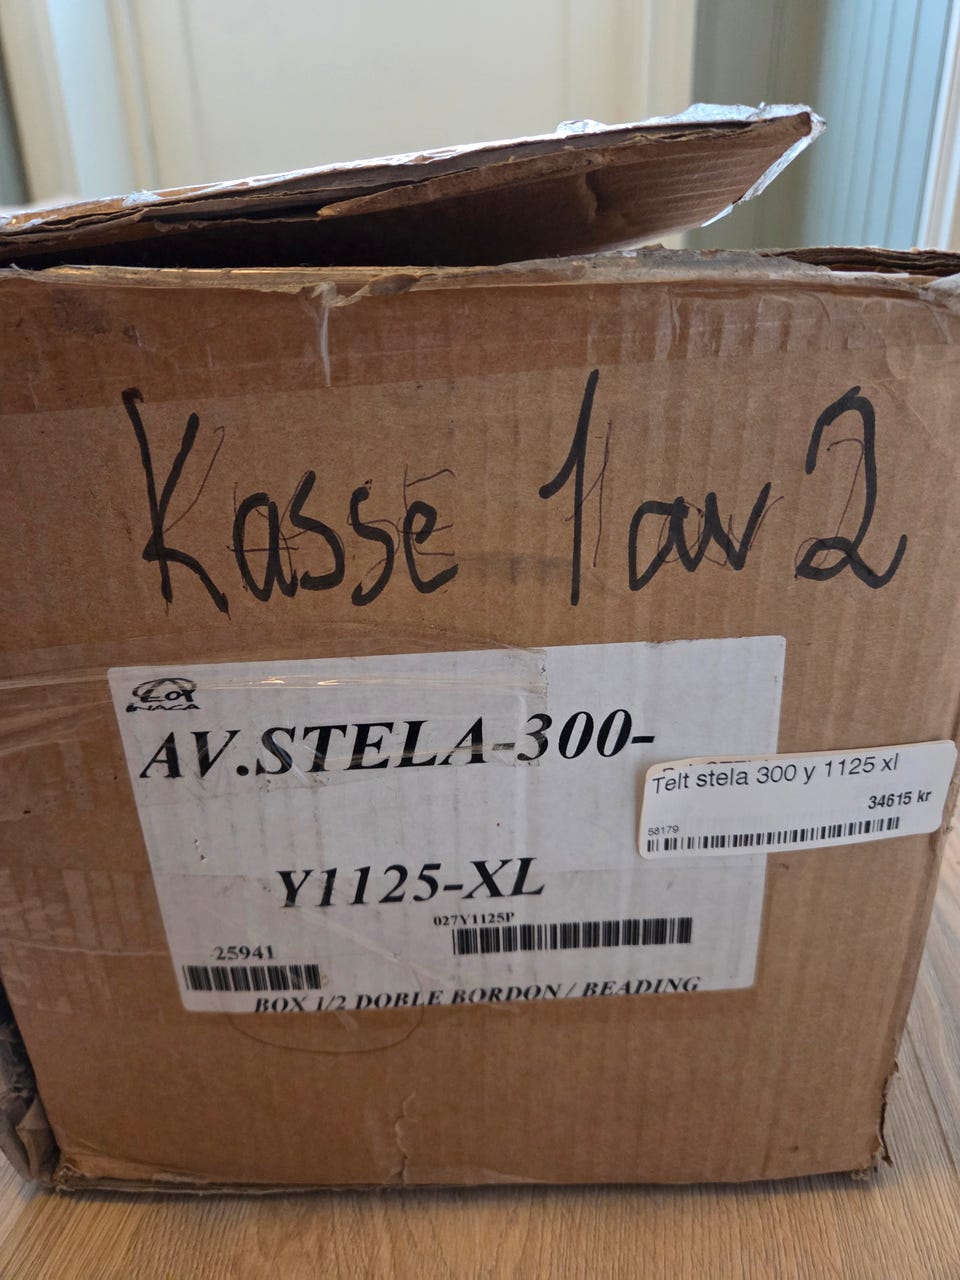 Kasse 1 av 2
INACA
AV.STELA-300-
Telt stela 300 y 1125 xl
34615 kr
58179
Y1125-XL
027Y1125P
25941
BOX 1/2 DOBLE BORDON / BEADING